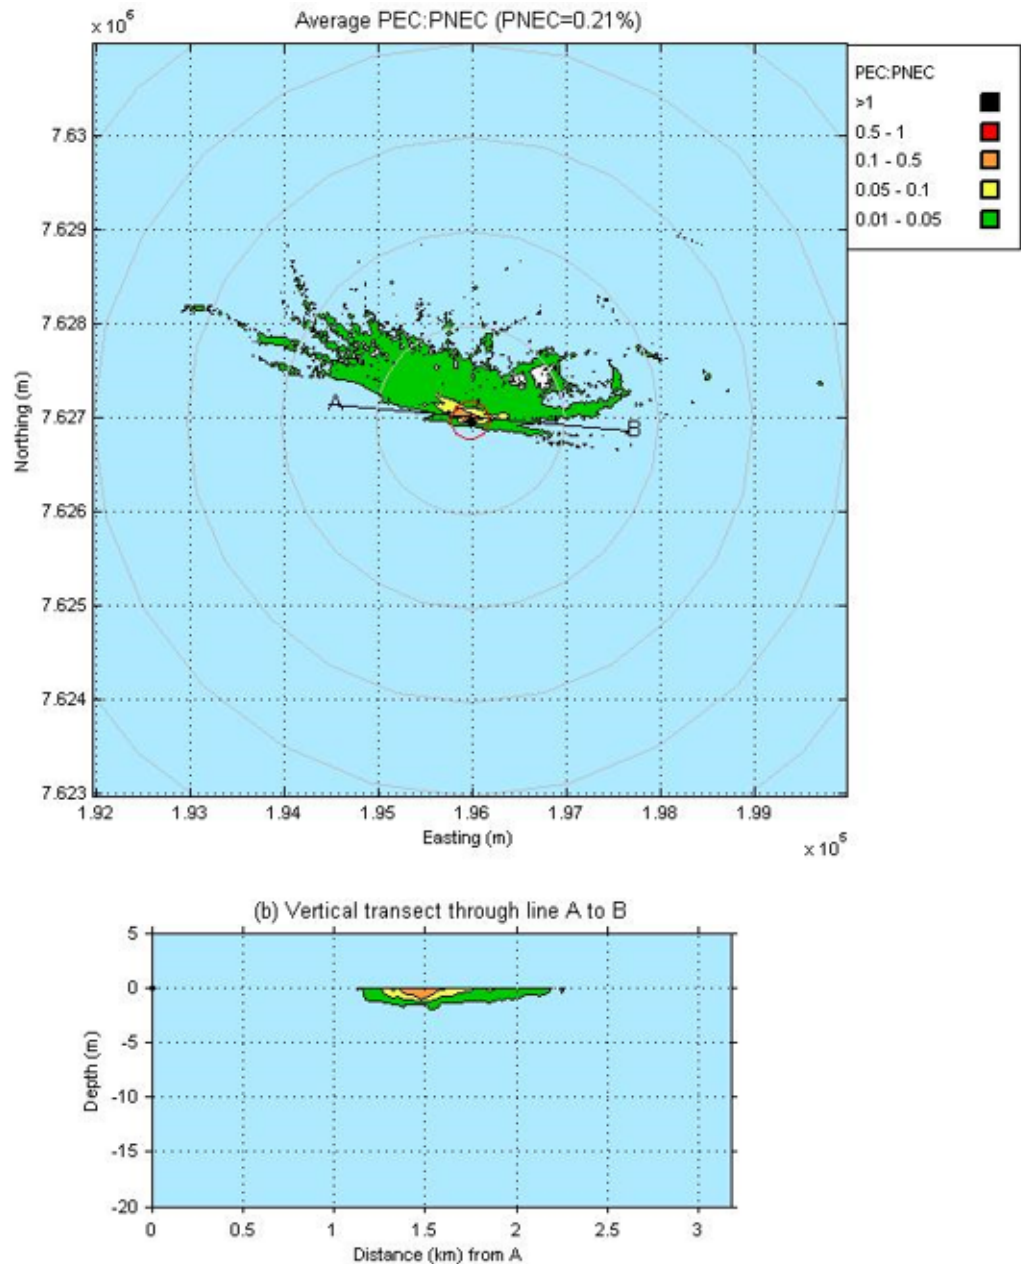 Average PEC:PNEC (PNEC=0.21%)
x 10^6
PEC:PNEC
>1
0.5 - 1
0.1 - 0.5
0.05 - 0.1
0.01 - 0.05
7.63
7.629
7.628
7.627
7.626
7.625
7.624
7.623
Northing (m)
A
B
1.92 1.93 1.94 1.95 1.96 1.97 1.98 1.99
Easting (m)
x 10^6
(b) Vertical transect through line A to B
5
0
-5
-10
-15
-20
Depth (m)
0 0.5 1 1.5 2 2.5 3
Distance (km) from A